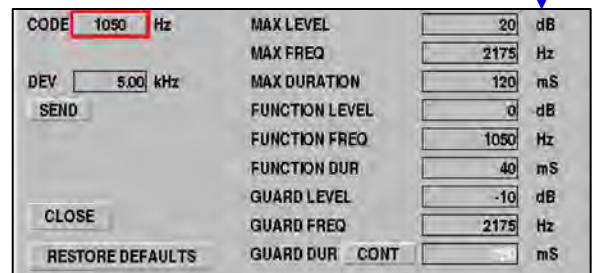 CODE 1050 Hz MAX LEVEL 20 dB
MAX FREQ 2175 Hz
DEV 5.00 kHz MAX DURATION 120 mS
SEND FUNCTION LEVEL 0 dB
FUNCTION FREQ 1050 Hz
FUNCTION DUR 40 mS
GUARD LEVEL -10 dB
CLOSE GUARD FREQ 2175 Hz
RESTORE DEFAULTS GUARD DUR CONT mS